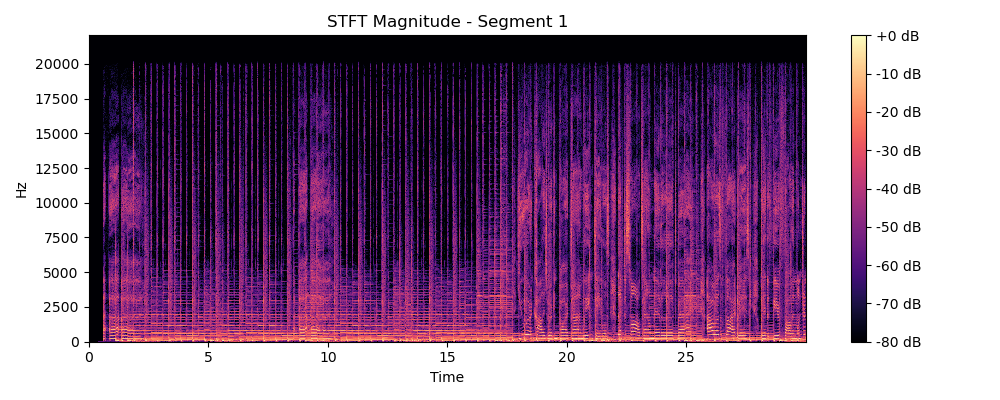 STFT Magnitude - Segment 1
Hz
20000
17500
15000
12500
10000
7500
5000
2500
0
0 5 10 15 20 25
Time
+0 dB
-10 dB
-20 dB
-30 dB
-40 dB
-50 dB
-60 dB
-70 dB
-80 dB